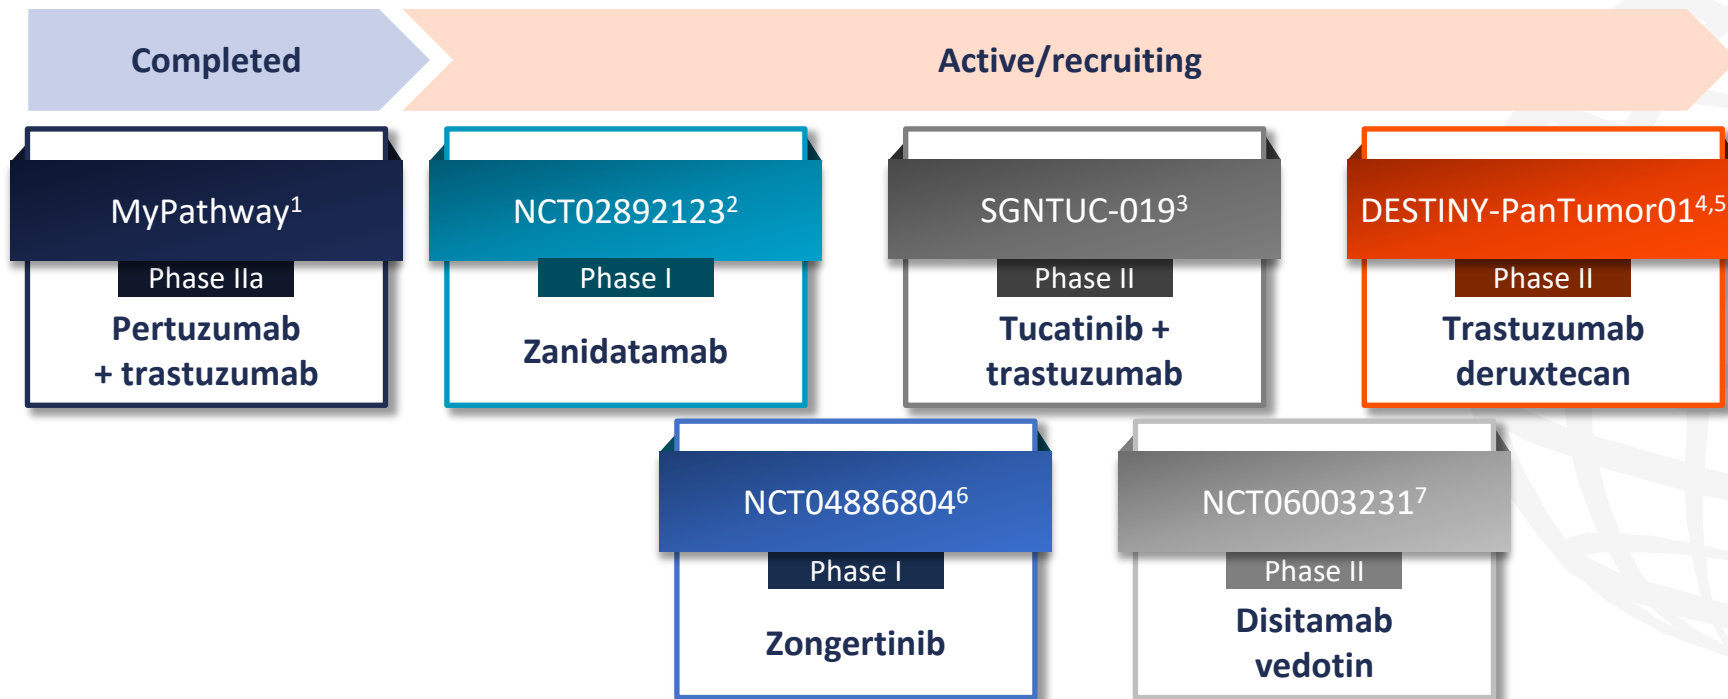 Completed
Active/recruiting
MyPathway¹
Phase IIa
Pertuzumab
+ trastuzumab
NCT02892123²
Phase I
Zanidatamab
SGNTUC-019³
Phase II
Tucatinib +
trastuzumab
DESTINY-PanTumor01⁴,⁵
Phase II
Trastuzumab
deruxtecan
NCT04886804⁶
Phase I
Zongertinib
NCT06003231⁷
Phase II
Disitamab
vedotin